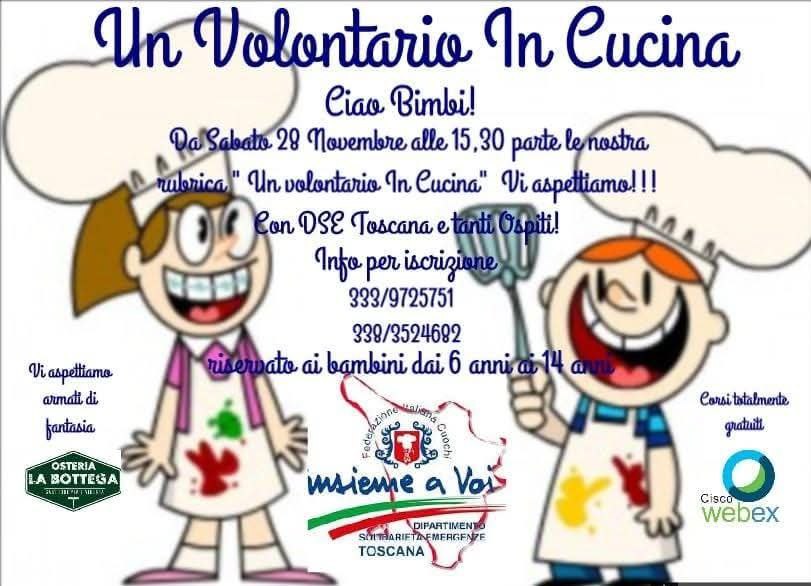 Un Volontario In Cucina
Ciao Bimbi!
Da Sabato 28 Novembre alle 15,30 parte le nostra
rubrica " Un volontario In Cucina" Vi aspettiamo!!!
Con DSE Toscana e tanti Ospiti!
Info per iscrizione
333/9725751
338/3524682
riservato ai bambini dai 6 anni ai 14 anni
Vi aspettiamo
armati di
fantasia
Corsi totalmente
gratuiti
OSTERIA
LA BOTTEGA
Federazione Italiana Cuochi
insieme a Voi
DIPARTIMENTO
SOLIDARIETÀ EMERGENZE
TOSCANA
Cisco
webex